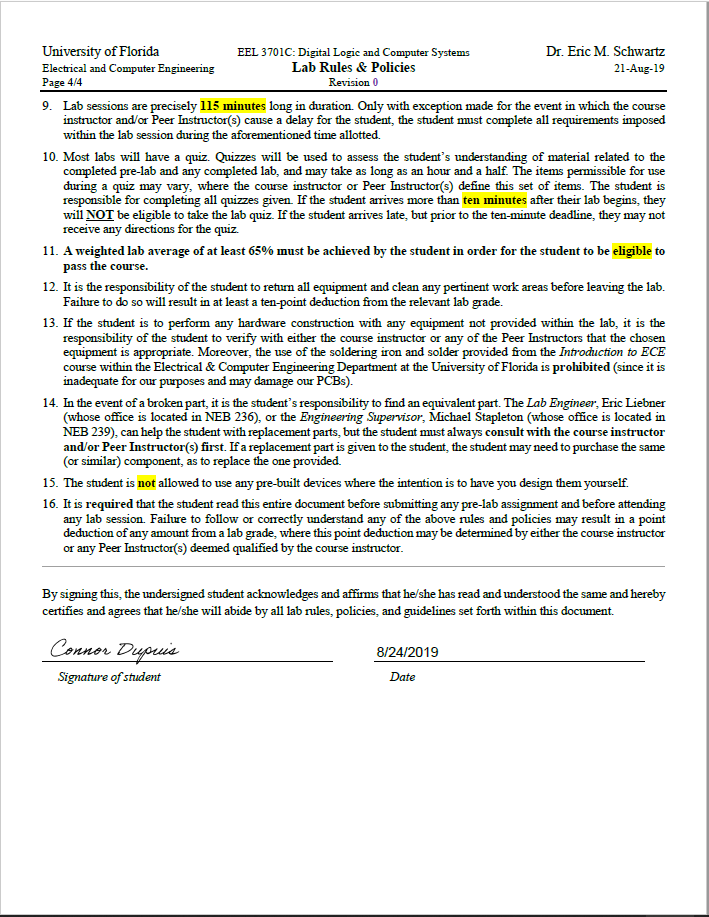 University of Florida EEL 3701C: Digital Logic and Computer Systems Dr. Eric M. Schwartz
Electrical and Computer Engineering Lab Rules & Policies 21-Aug-19
Page 4/4 Revision 0
9. Lab sessions are precisely 115 minutes long in duration. Only with exception made for the event in which the course
instructor and/or Peer Instructor(s) cause a delay for the student, the student must complete all requirements imposed
within the lab session during the aforementioned time allotted.
10. Most labs will have a quiz. Quizzes will be used to assess the student's understanding of material related to the
completed pre-lab and any completed lab, and may take as long as an hour and a half. The items permissible for use
during a quiz may vary, where the course instructor or Peer Instructor(s) define this set of items. The student is
responsible for completing all quizzes given. If the student arrives more than ten minutes after their lab begins, they
will NOT be eligible to take the lab quiz. If the student arrives late, but prior to the ten-minute deadline, they may not
receive any directions for the quiz.
11. A weighted lab average of at least 65% must be achieved by the student in order for the student to be eligible to
pass the course.
12. It is the responsibility of the student to return all equipment and clean any pertinent work areas before leaving the lab.
Failure to do so will result in at least a ten-point deduction from the relevant lab grade.
13. If the student is to perform any hardware construction with any equipment not provided within the lab, it is the
responsibility of the student to verify with either the course instructor or any of the Peer Instructors that the chosen
equipment is appropriate. Moreover, the use of the soldering iron and solder provided from the Introduction to ECE
course within the Electrical & Computer Engineering Department at the University of Florida is prohibited (since it is
inadequate for our purposes and may damage our PCBs).
14. In the event of a broken part, it is the student's responsibility to find an equivalent part. The Lab Engineer, Eric Liebner
(whose office is located in NEB 236), or the Engineering Supervisor, Michael Stapleton (whose office is located in
NEB 239), can help the student with replacement parts, but the student must always consult with the course instructor
and/or Peer Instructor(s) first. If a replacement part is given to the student, the student may need to purchase the same
(or similar) component, as to replace the one provided.
15. The student is not allowed to use any pre-built devices where the intention is to have you design them yourself.
16. It is required that the student read this entire document before submitting any pre-lab assignment and before attending
any lab session. Failure to follow or correctly understand any of the above rules and policies may result in a point
deduction of any amount from a lab grade, where this point deduction may be determined by either the course instructor
or any Peer Instructor(s) deemed qualified by the course instructor.
By signing this, the undersigned student acknowledges and affirms that he/she has read and understood the same and hereby
certifies and agrees that he/she will abide by all lab rules, policies, and guidelines set forth within this document.
Connor Dupuis 8/24/2019
Signature of student Date